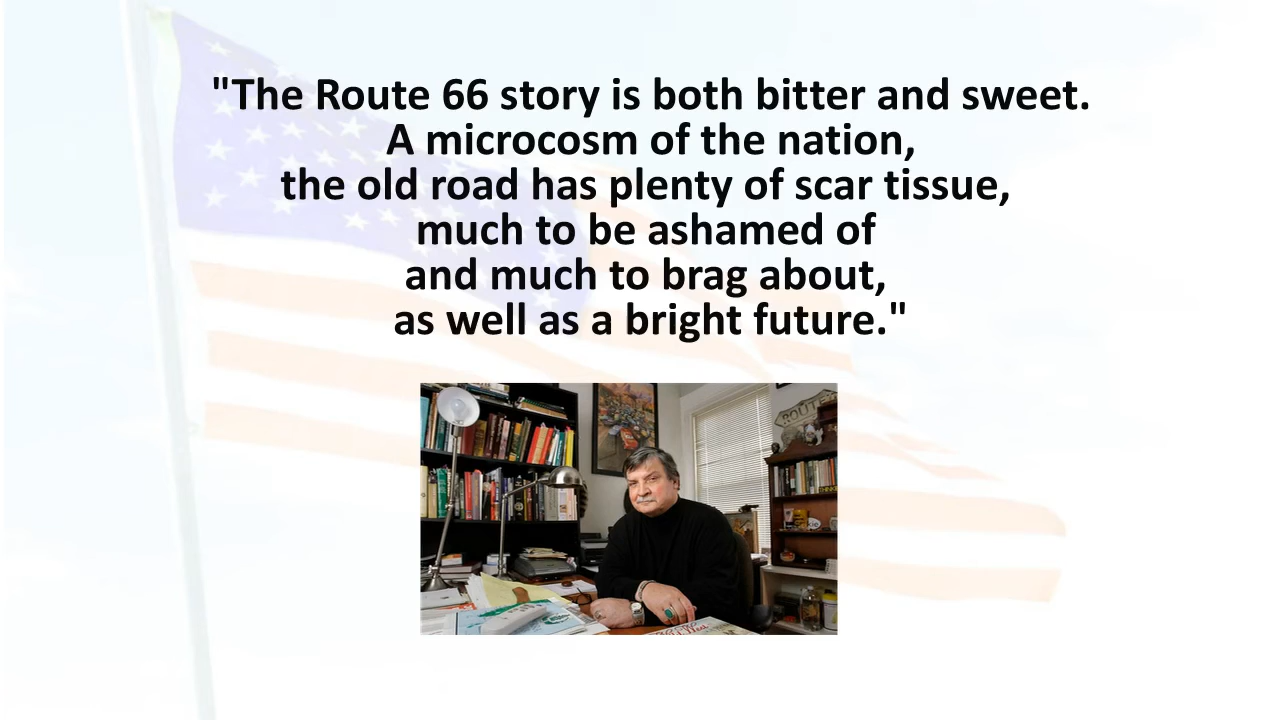 "The Route 66 story is both bitter and sweet.
A microcosm of the nation,
the old road has plenty of scar tissue,
much to be ashamed of
and much to brag about,
as well as a bright future."
ROUTE